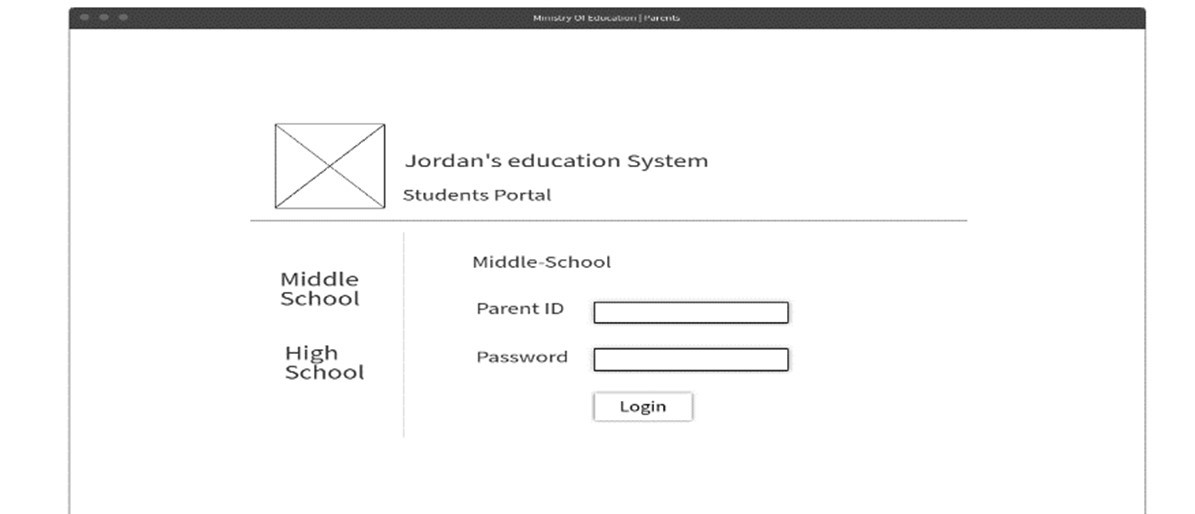 Ministry Of Education | Parents
Jordan's education System
Students Portal
Middle
School
High
School
Middle-School
Parent ID
Password
Login